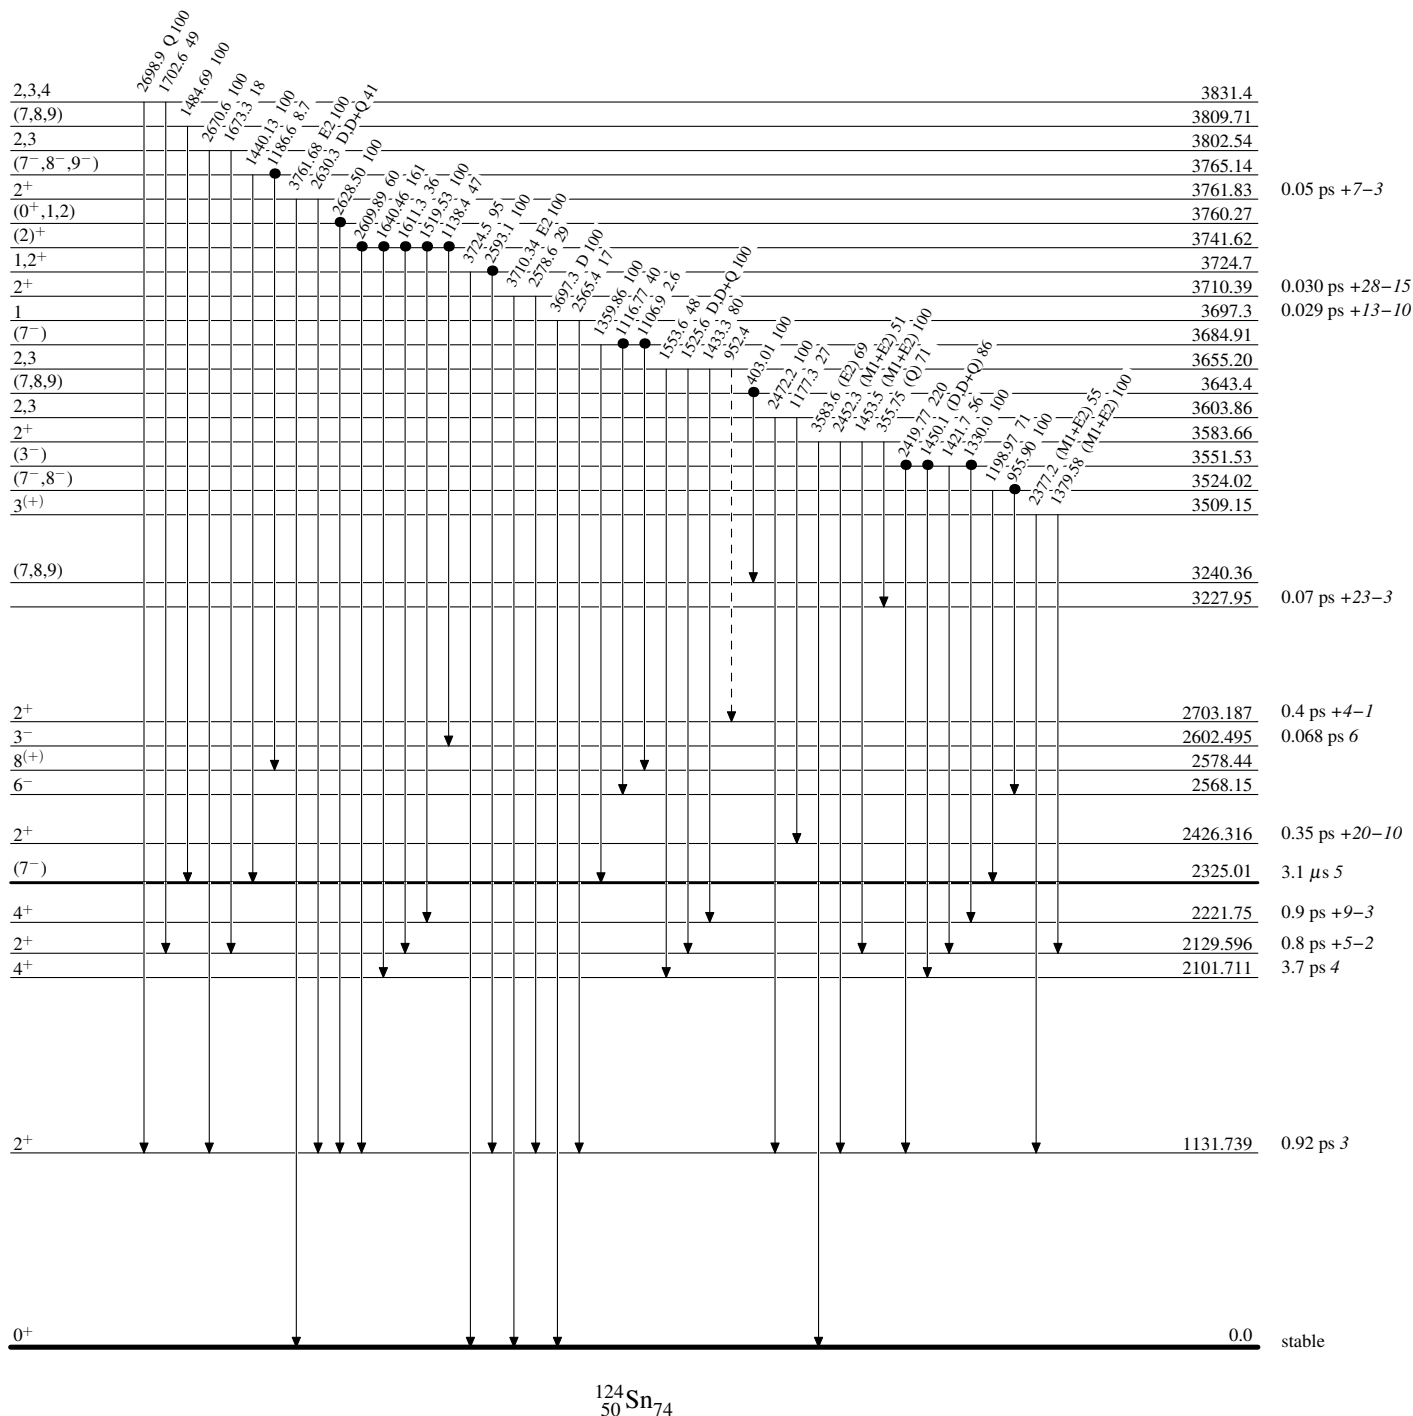 2698.9 Q 100
1702.6 49
1484.69 100
2670.6 100
1673.3 18
1440.13 100
1186.6 8.7
3761.68 E2 100
2630.3 D,D+Q 41
2628.50 100
2609.89 60
1640.46 161
1611.3 36
1519.53 100
1138.4 47
3724.5 95
2593.1 100
3710.34 E2 100
2578.6 29
3697.3 D 100
2565.4 17
1359.86 100
1116.77 40
1106.9 2.6
1553.6 48
1525.6 D,D+Q 100
1433.3 80
952.4
403.01 100
2472.2 100
1177.3 27
3583.6 (E2) 69
2452.3 (M1+E2) 51
1453.5 (M1+E2) 100
355.75 (Q) 71
2419.77 220
1450.1 (D,D+Q) 86
1421.7 56
1330.0 100
1198.97 71
955.90 100
2377.2 (M1+E2) 55
1379.58 (M1+E2) 100
2,3,4 3831.4
(7,8,9) 3809.71
2,3 3802.54
(7⁻,8⁻,9⁻) 3765.14
2⁺ 3761.83 0.05 ps +7−3
(0⁺,1,2) 3760.27
(2)⁺ 3741.62
1,2⁺ 3724.7
2⁺ 3710.39 0.030 ps +28−15
1 3697.3 0.029 ps +13−10
(7⁻) 3684.91
2,3 3655.20
(7,8,9) 3643.4
2,3 3603.86
2⁺ 3583.66
(3⁻) 3551.53
(7⁻,8⁻) 3524.02
3⁽⁺⁾ 3509.15
(7,8,9) 3240.36
3227.95 0.07 ps +23−3
2⁺ 2703.187 0.4 ps +4−1
3⁻ 2602.495 0.068 ps 6
8⁽⁺⁾ 2578.44
6⁻ 2568.15
2⁺ 2426.316 0.35 ps +20−10
(7⁻) 2325.01 3.1 μs 5
4⁺ 2221.75 0.9 ps +9−3
2⁺ 2129.596 0.8 ps +5−2
4⁺ 2101.711 3.7 ps 4
2⁺ 1131.739 0.92 ps 3
0⁺ 0.0 stable
¹²⁴₅₀Sn₇₄